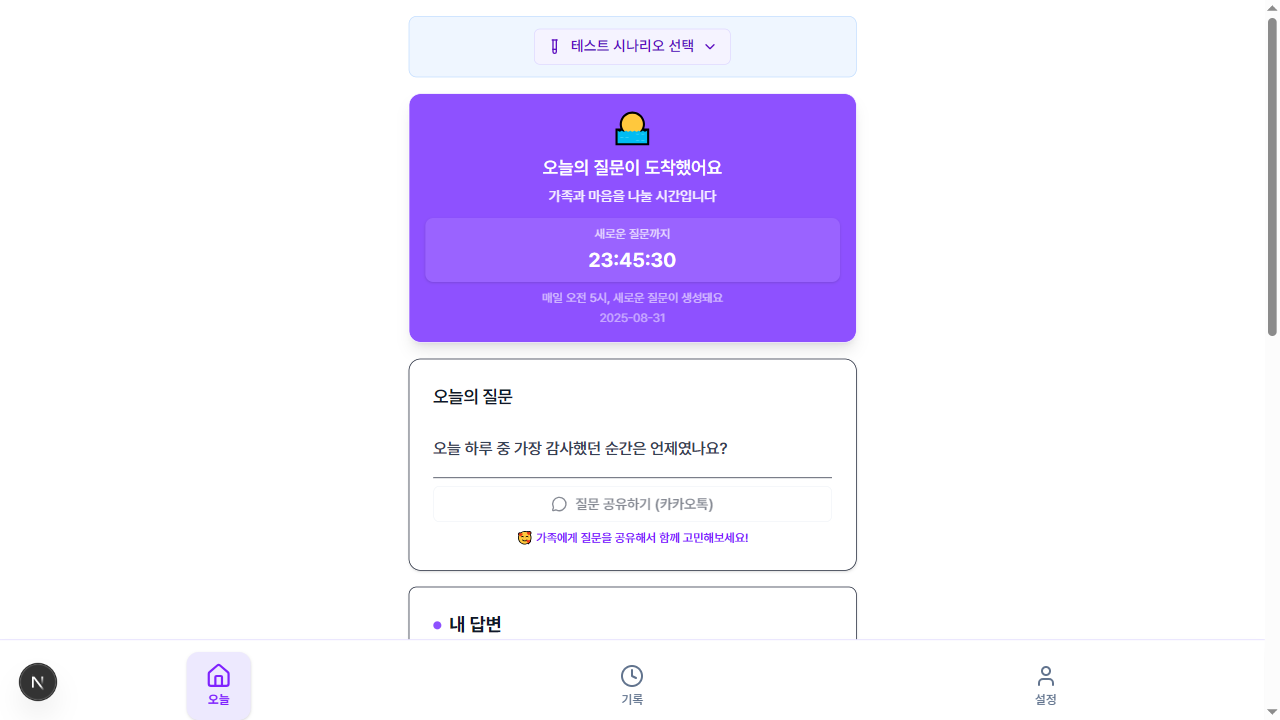 테스트 시나리오 선택
오늘의 질문이 도착했어요
가족과 마음을 나눌 시간입니다
새로운 질문까지
23:45:30
매일 오전 5시, 새로운 질문이 생성돼요
2025-08-31
오늘의 질문
오늘 하루 중 가장 감사했던 순간은 언제였나요?
질문 공유하기 (카카오톡)
🥰 가족에게 질문을 공유해서 함께 고민해보세요!
내 답변
N
오늘
기록
설정